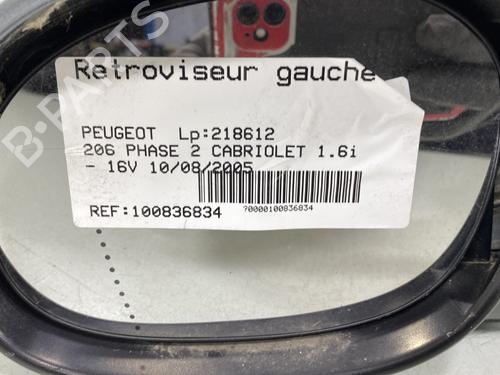 B-PARTS
Retroviseur gauche
PEUGEOT Lp:218612
206 PHASE 2 CABRIOLET 1.6i
- 16V 10/08/2005
REF:100836834
?0000100836834